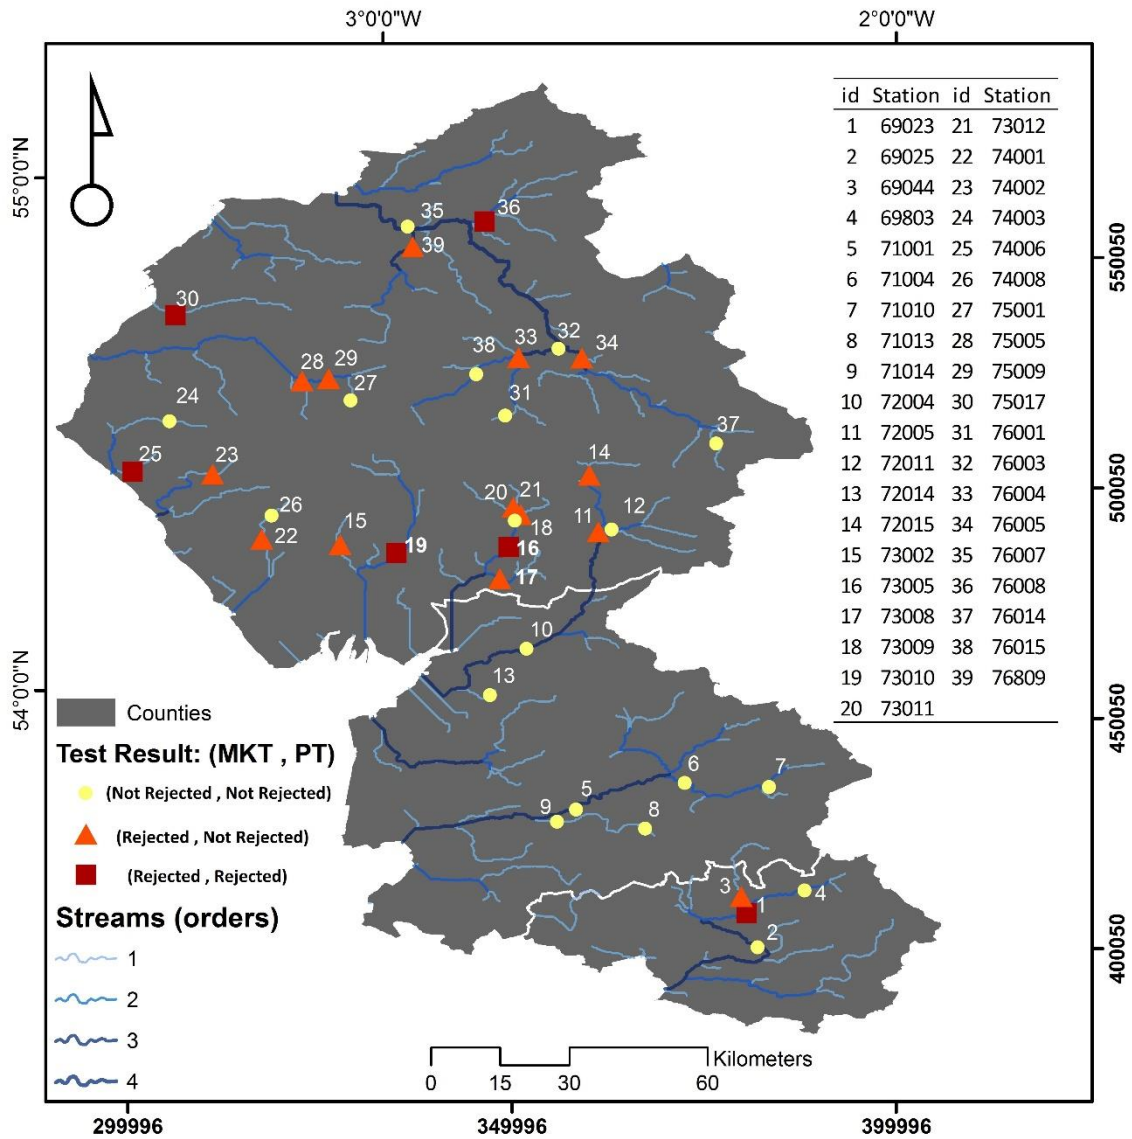 3°0'0"W 2°0'0"W
55°0'0"N
54°0'0"N
550050
500050
450050
400050
299996 349996 399996
id Station id Station
1 69023 21 73012
2 69025 22 74001
3 69044 23 74002
4 69803 24 74003
5 71001 25 74006
6 71004 26 74008
7 71010 27 75001
8 71013 28 75005
9 71014 29 75009
10 72004 30 75017
11 72005 31 76001
12 72011 32 76003
13 72014 33 76004
14 72015 34 76005
15 73002 35 76007
16 73005 36 76008
17 73008 37 76014
18 73009 38 76015
19 73010 39 76809
20 73011
35
36
39
30
32
33
34
38
28
29
27
24
31
37
25
23
14
20
21
26
12
15
18
11
22
19
16
17
10
13
6
7
5
9
8
3
4
1
2
Counties
Test Result: (MKT , PT)
(Not Rejected , Not Rejected)
(Rejected , Not Rejected)
(Rejected , Rejected)
Streams (orders)
1
2
3
4
Kilometers
0 15 30 60